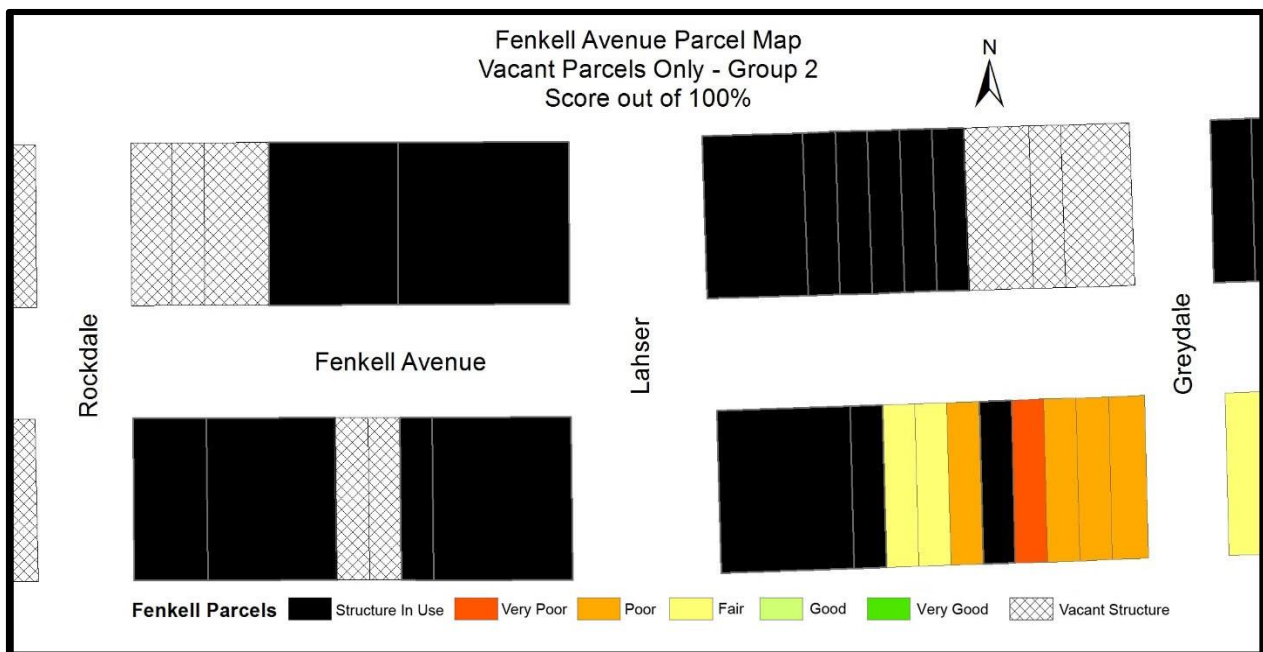 Fenkell Avenue Parcel Map
Vacant Parcels Only - Group 2
Score out of 100%
N
Rockdale
Fenkell Avenue
Lahser
Greydale
Fenkell Parcels Structure In Use Very Poor Poor Fair Good Very Good Vacant Structure